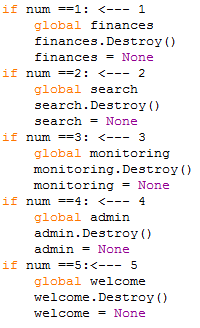 if num ==1: <--- 1
    global finances
    finances.Destroy()
    finances = None
if num ==2: <--- 2
    global search
    search.Destroy()
    search = None
if num ==3: <--- 3
    global monitoring
    monitoring.Destroy()
    monitoring = None
if num ==4: <--- 4
    global admin
    admin.Destroy()
    admin = None
if num ==5:<--- 5
    global welcome
    welcome.Destroy()
    welcome = None